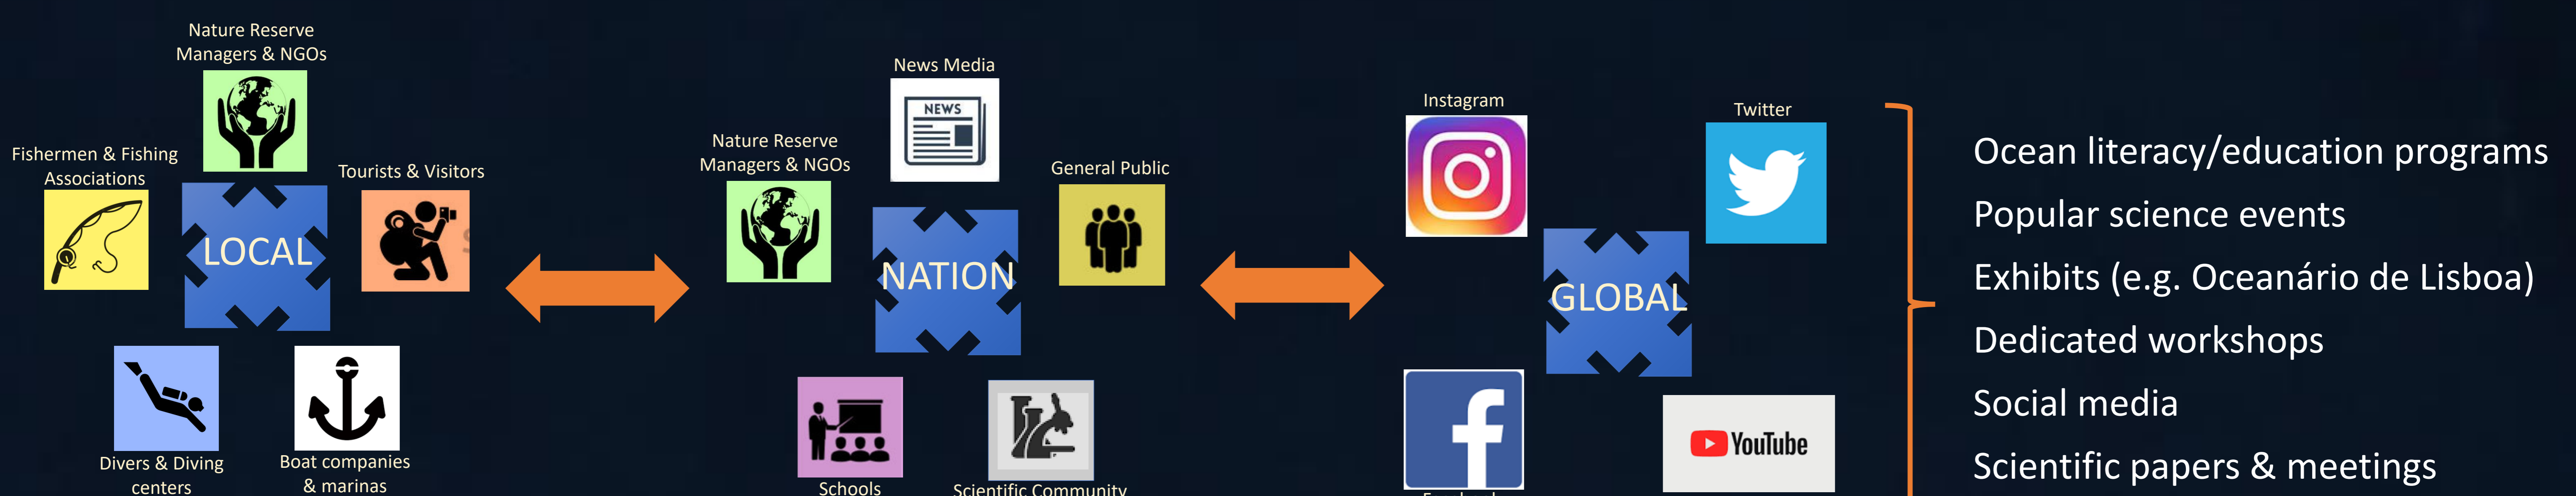 Nature Reserve
Managers & NGOs
Fishermen & Fishing
Associations
Tourists & Visitors
LOCAL
Divers & Diving
centers
Boat companies
& marinas
News Media
NEWS
Nature Reserve
Managers & NGOs
General Public
NATION
Schools
Scientific Community
Instagram
Twitter
GLOBAL
YouTube
Ocean literacy/education programs
Popular science events
Exhibits (e.g. Oceanário de Lisboa)
Dedicated workshops
Social media
Scientific papers & meetings